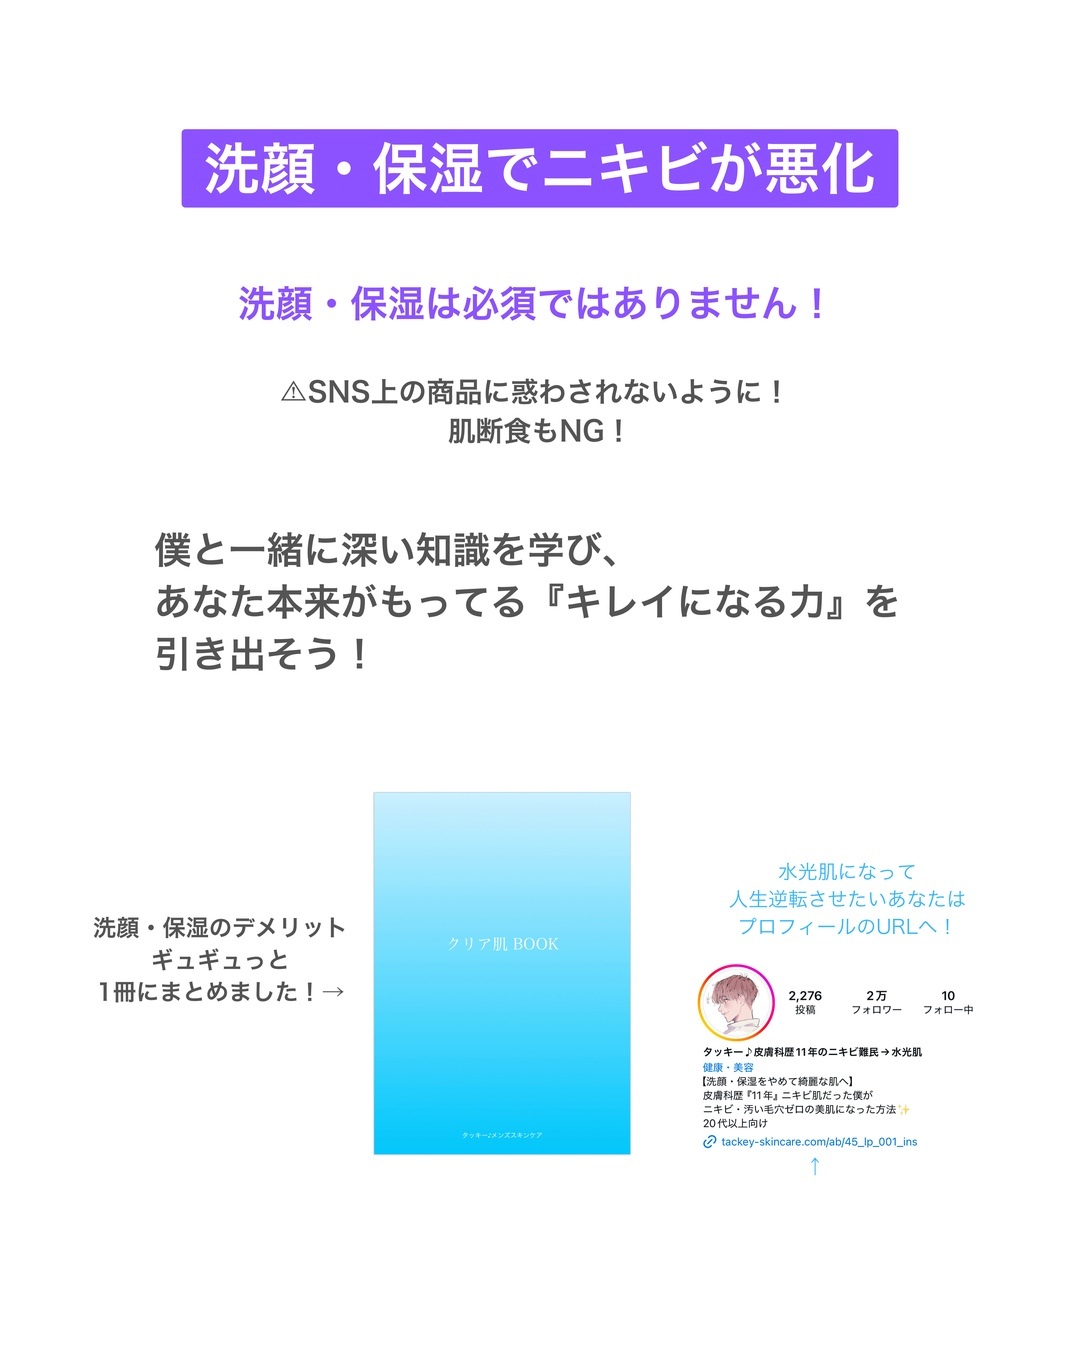 洗顔・保湿でニキビが悪化
洗顔・保湿は必須ではありません！
⚠SNS上の商品に惑わされないように！
肌断食もNG！
僕と一緒に深い知識を学び、
あなた本来がもってる『キレイになる力』を
引き出そう！
洗顔・保湿のデメリット
ギュギュっと
1冊にまとめました！→
クリア肌 BOOK
タッキー♪メンズスキンケア
水光肌になって
人生逆転させたいあなたは
プロフィールのURLへ！
2,276 2万 10
投稿 フォロワー フォロー中
タッキー♪皮膚科歴11年のニキビ難民→水光肌
健康・美容
【洗顔・保湿をやめて綺麗な肌へ】
皮膚科歴『11年』ニキビ肌だった僕が
ニキビ・汚い毛穴ゼロの美肌になった方法✨
20代以上向け
tackey-skincare.com/ab/45_lp_001_ins
↑